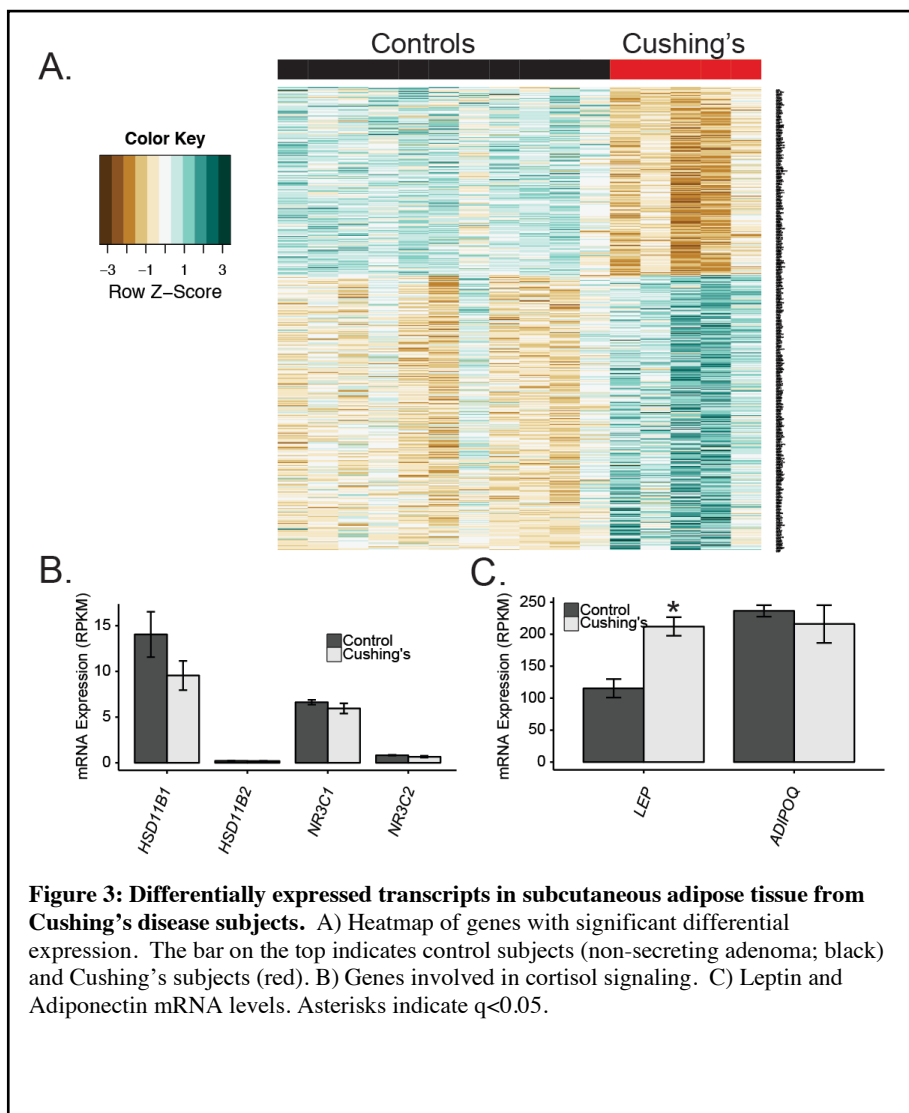 Controls
Cushing's
A.
Color Key
−3 −1 1 3
Row Z−Score
B.
mRNA Expression (RPKM)
15
10
5
0
Control
Cushing's
HSD11B1
HSD11B2
NR3C1
NR3C2
C.
mRNA Expression (RPKM)
250
200
150
100
50
0
Control
Cushing's
*
LEP
ADIPOQ
Figure 3: Differentially expressed transcripts in subcutaneous adipose tissue from
Cushing's disease subjects. A) Heatmap of genes with significant differential
expression. The bar on the top indicates control subjects (non-secreting adenoma; black)
and Cushing's subjects (red). B) Genes involved in cortisol signaling. C) Leptin and
Adiponectin mRNA levels. Asterisks indicate q<0.05.